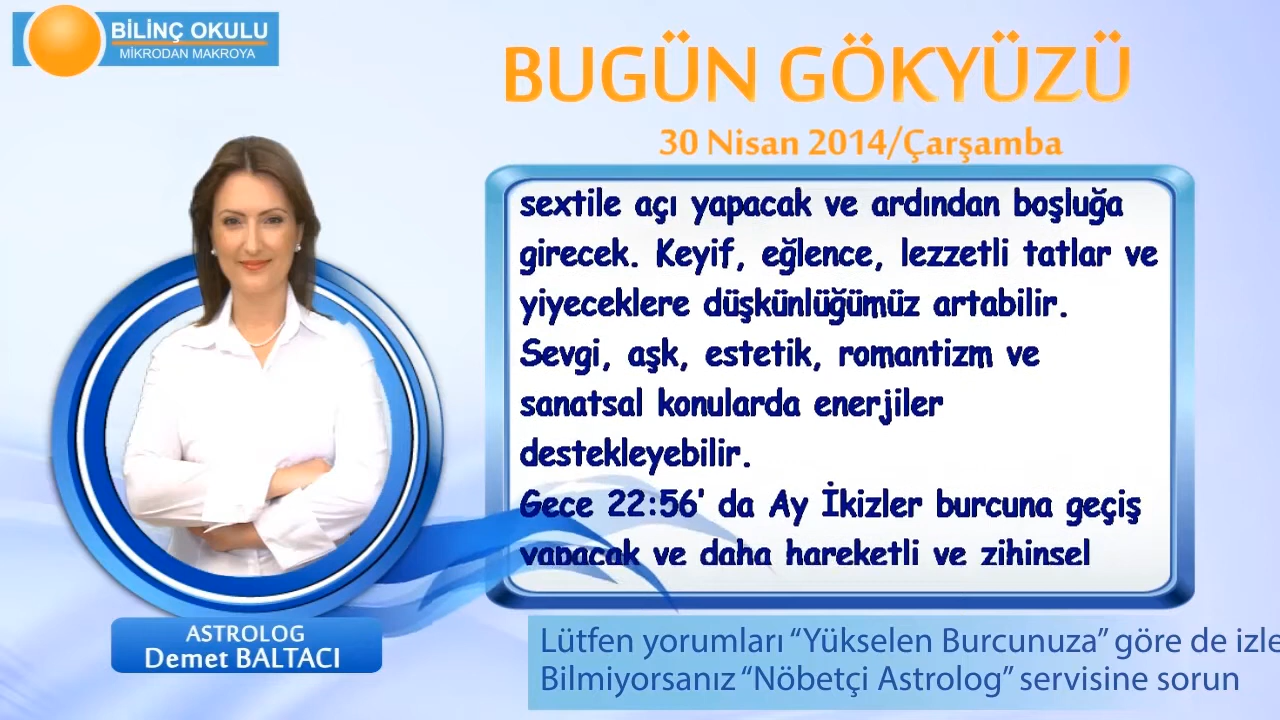 BİLİNÇ OKULU
MİKRODAN MAKROYA
BUGÜN GÖKYÜZÜ
30 Nisan 2014/Çarşamba
sextile açı yapacak ve ardından boşluğa
girecek. Keyif, eğlence, lezzetli tatlar ve
yiyeceklere düşkünlüğümüz artabilir.
Sevgi, aşk, estetik, romantizm ve
sanatsal konularda enerjiler
destekleyebilir.
Gece 22:56' da Ay İkizler burcuna geçiş
yapacak ve daha hareketli ve zihinsel
ASTROLOG
Demet BALTACI
Lütfen yorumları “Yükselen Burcunuza” göre de izle
Bilmiyorsanız “Nöbetçi Astrolog” servisine sorun